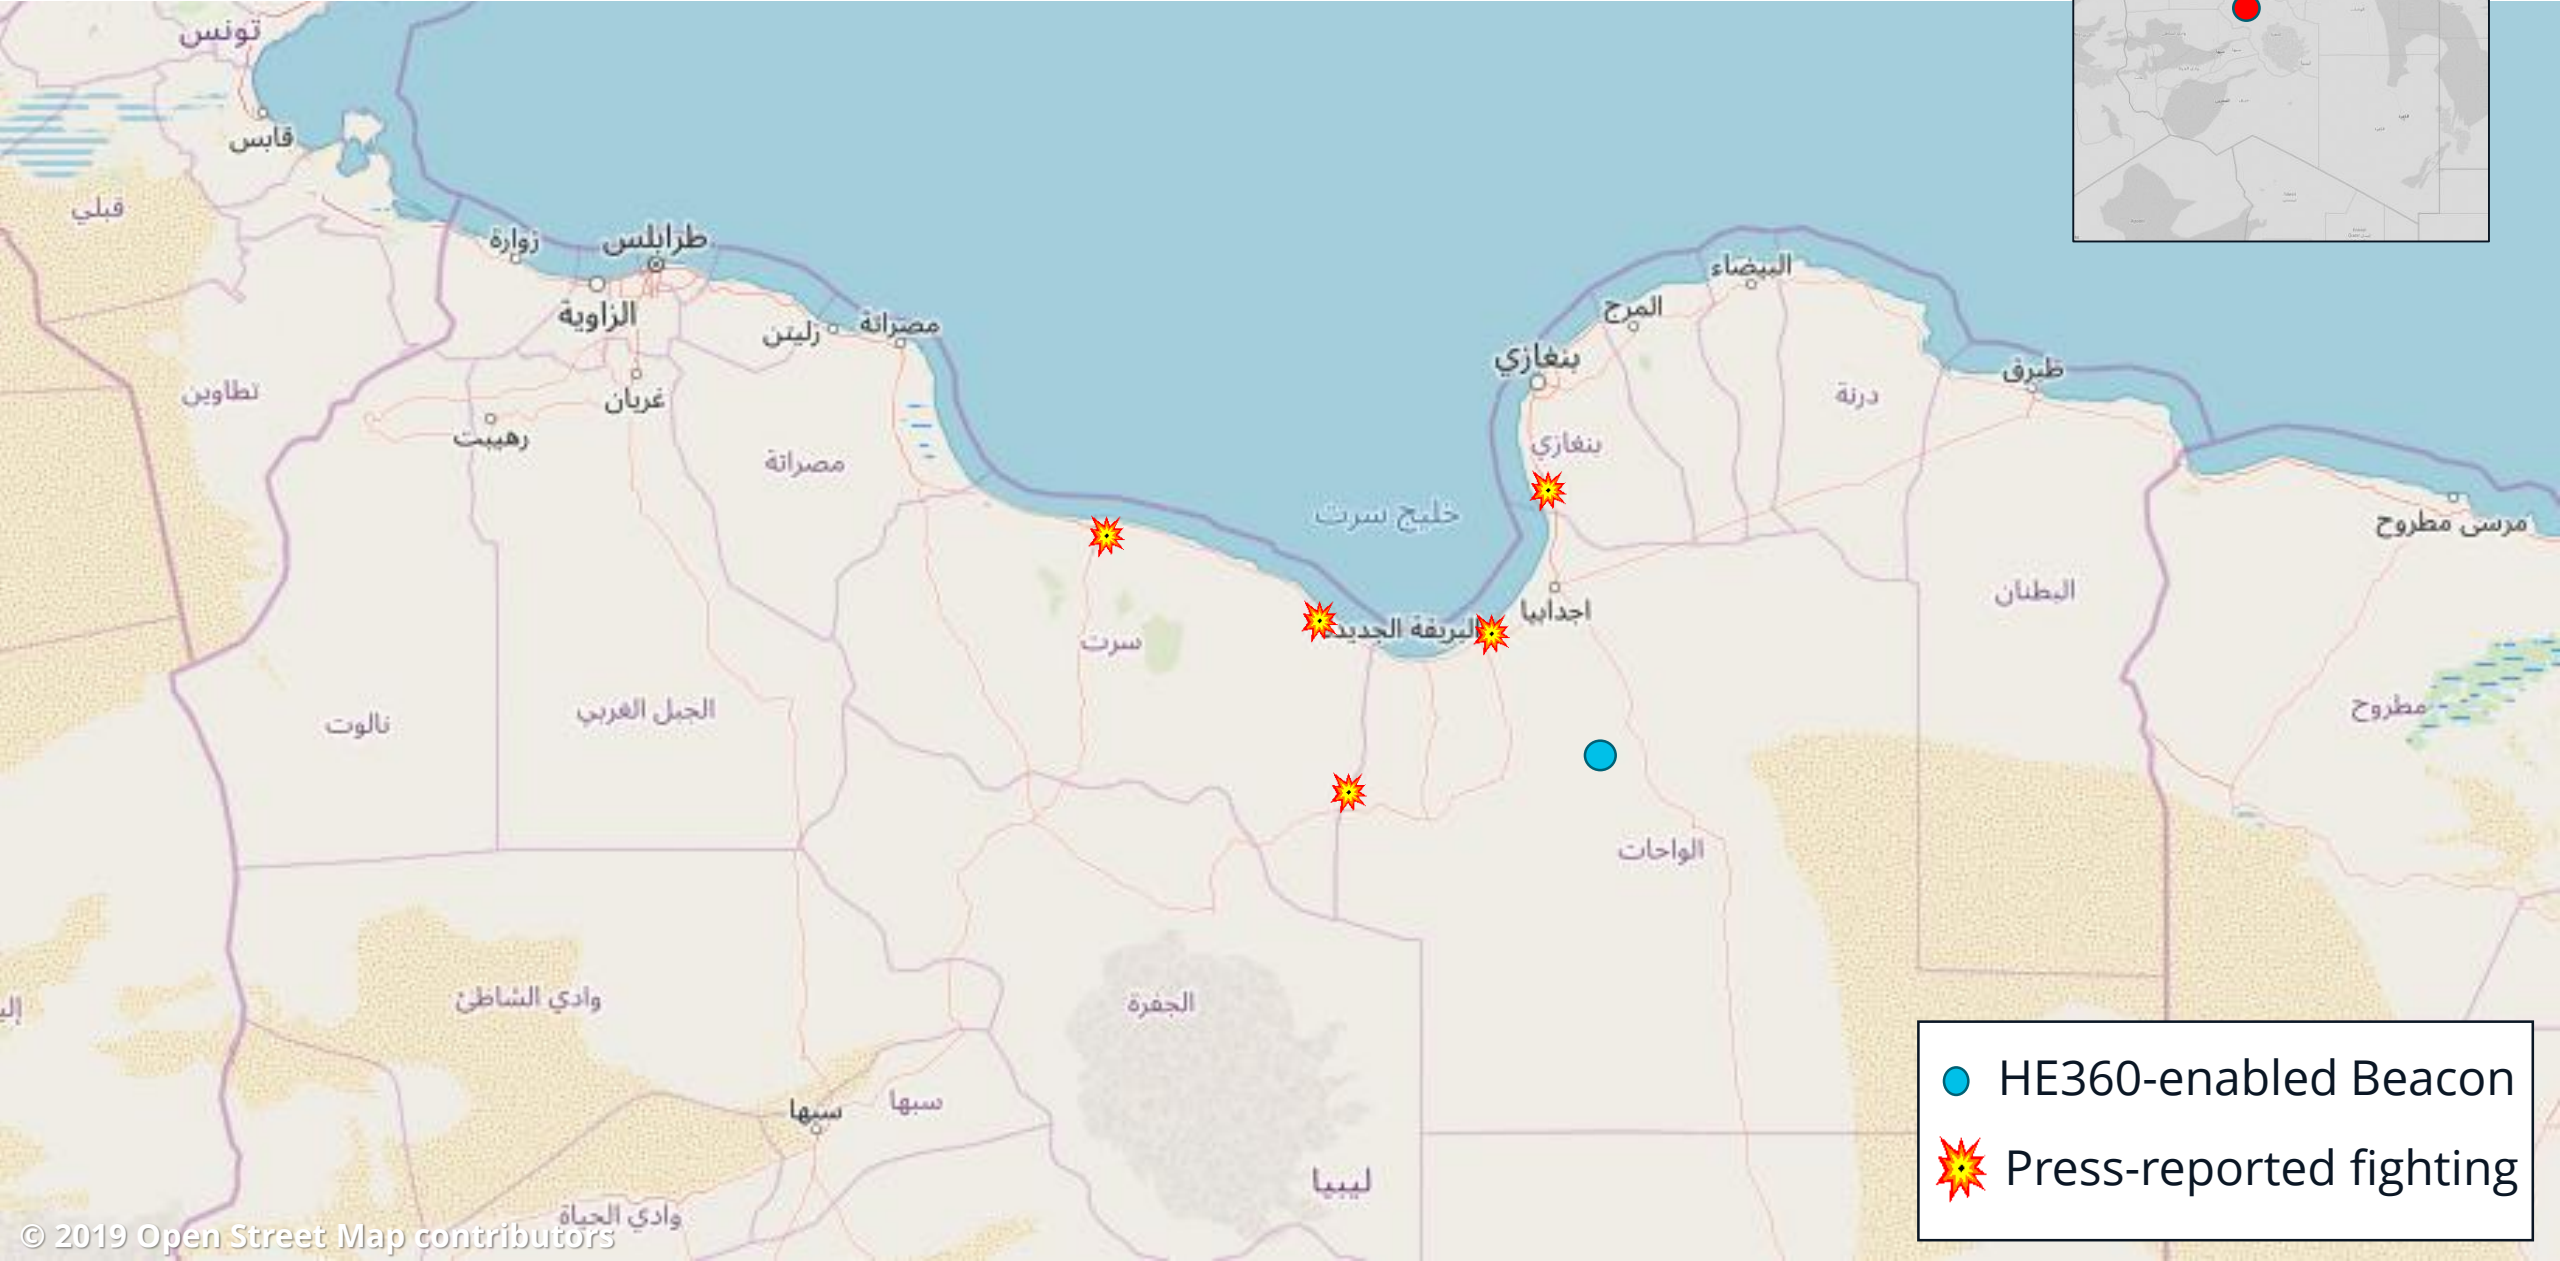 تونس
قابس
قبلي
زوارة
طرابلس
البيضاء
الزاوية
المرج
زليتن
مصراتة
بنغازي
طبرق
تطاوين
غريان
درنة
رهيبت
بنغازي
مصراتة
خليج سرت
مرسى مطروح
البطنان
اجدابيا
سرت
البريقة الجديدة
نالوت
الجبل الغربي
مطروح
الواحات
وادي الشاطئ
الجفرة
سبها
سبها
HE360-enabled Beacon
Press-reported fighting
ليبيا
وادي الحياة
© 2019 Open Street Map contributors